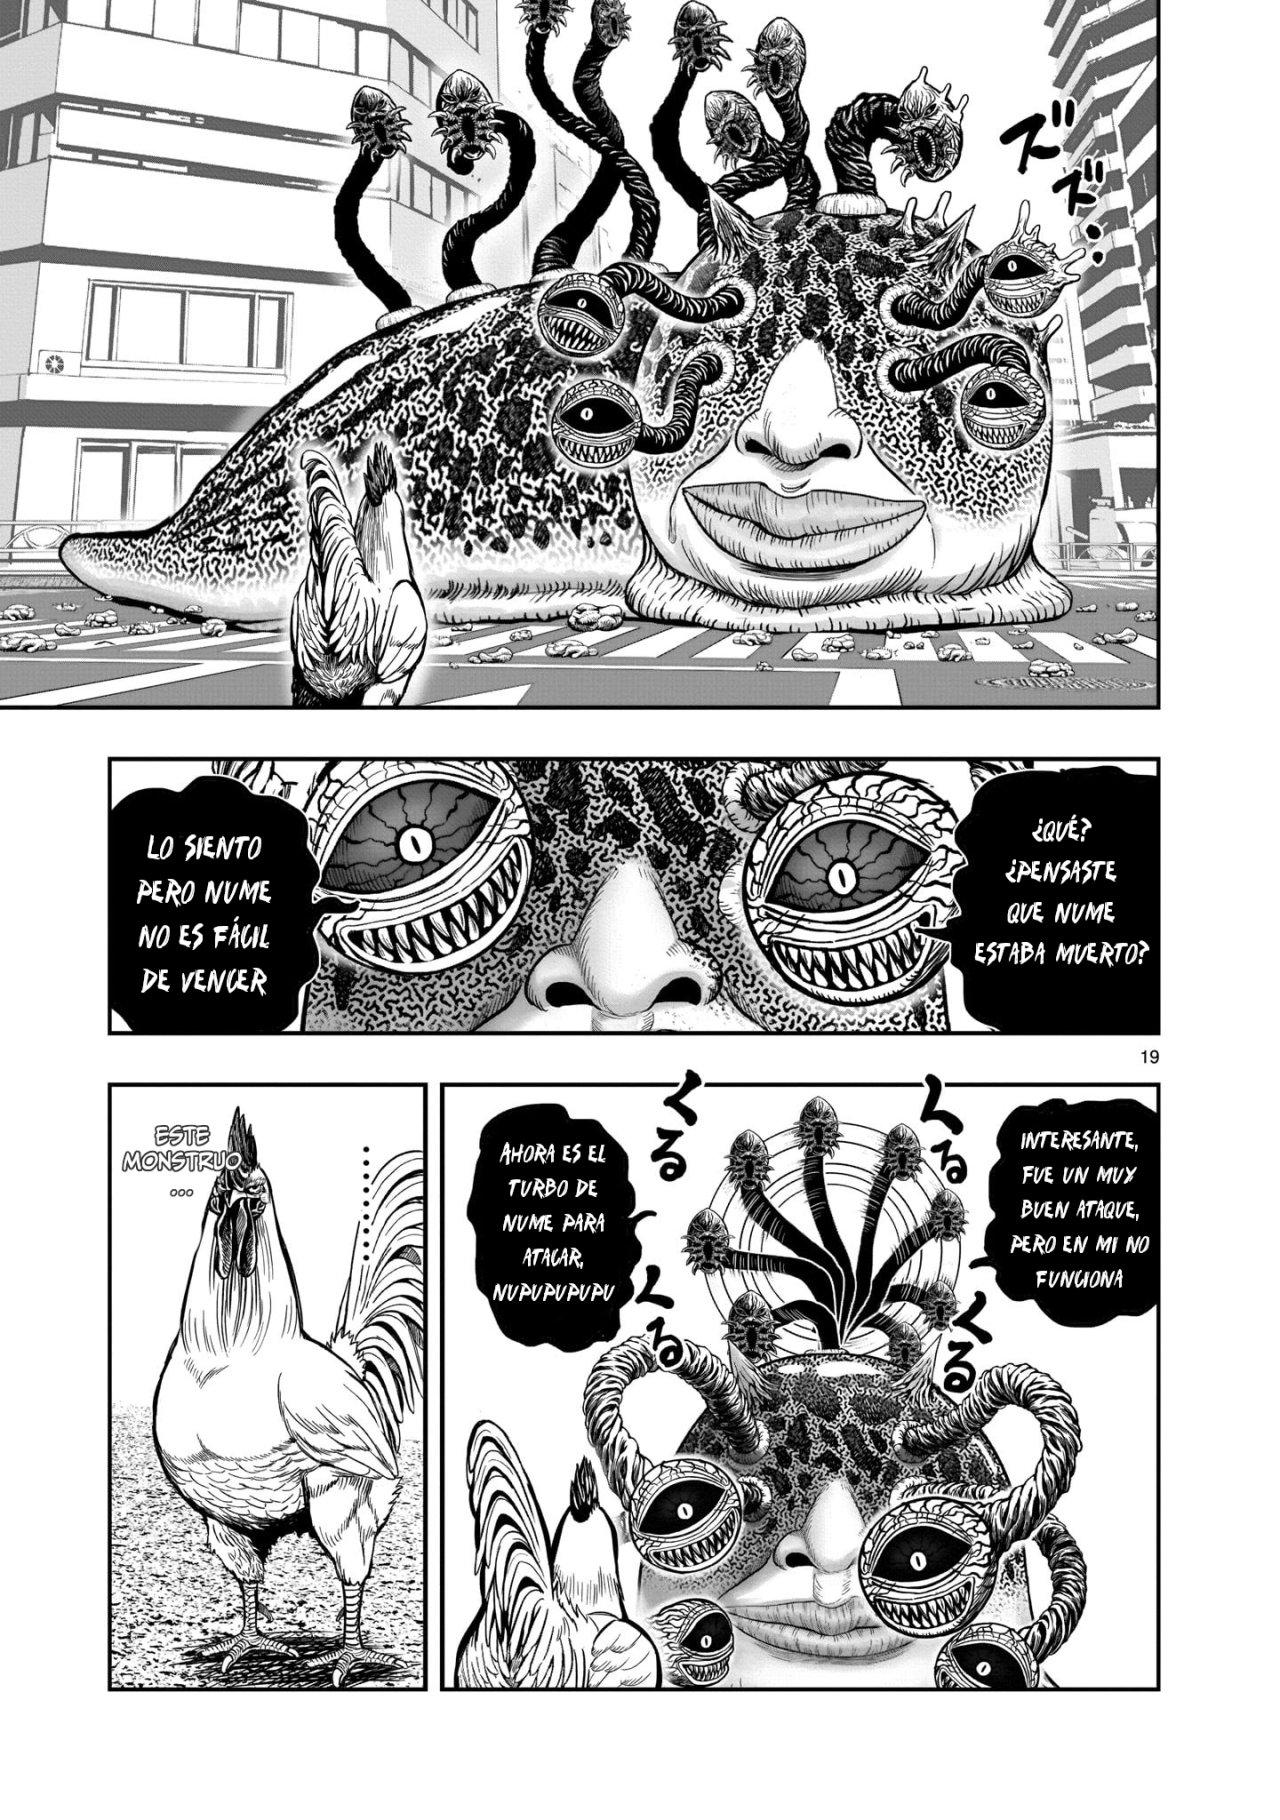 ズ
ズ…
¿QUÉ?
¿PENSASTE
QUE NUME
ESTABA MUERTO?
LO SIENTO
PERO NUME
NO ES FÁCIL
DE VENCER
19
INTERESANTE,
FUE UN MUY
BUEN ATAQUE,
PERO EN MI NO
FUNCIONA
くる
くる
くる
くる
AHORA ES EL
TURBO DE
NUME PARA
ATACAR,
NUPUPUPUPU
ESTE
MONSTRUO
...